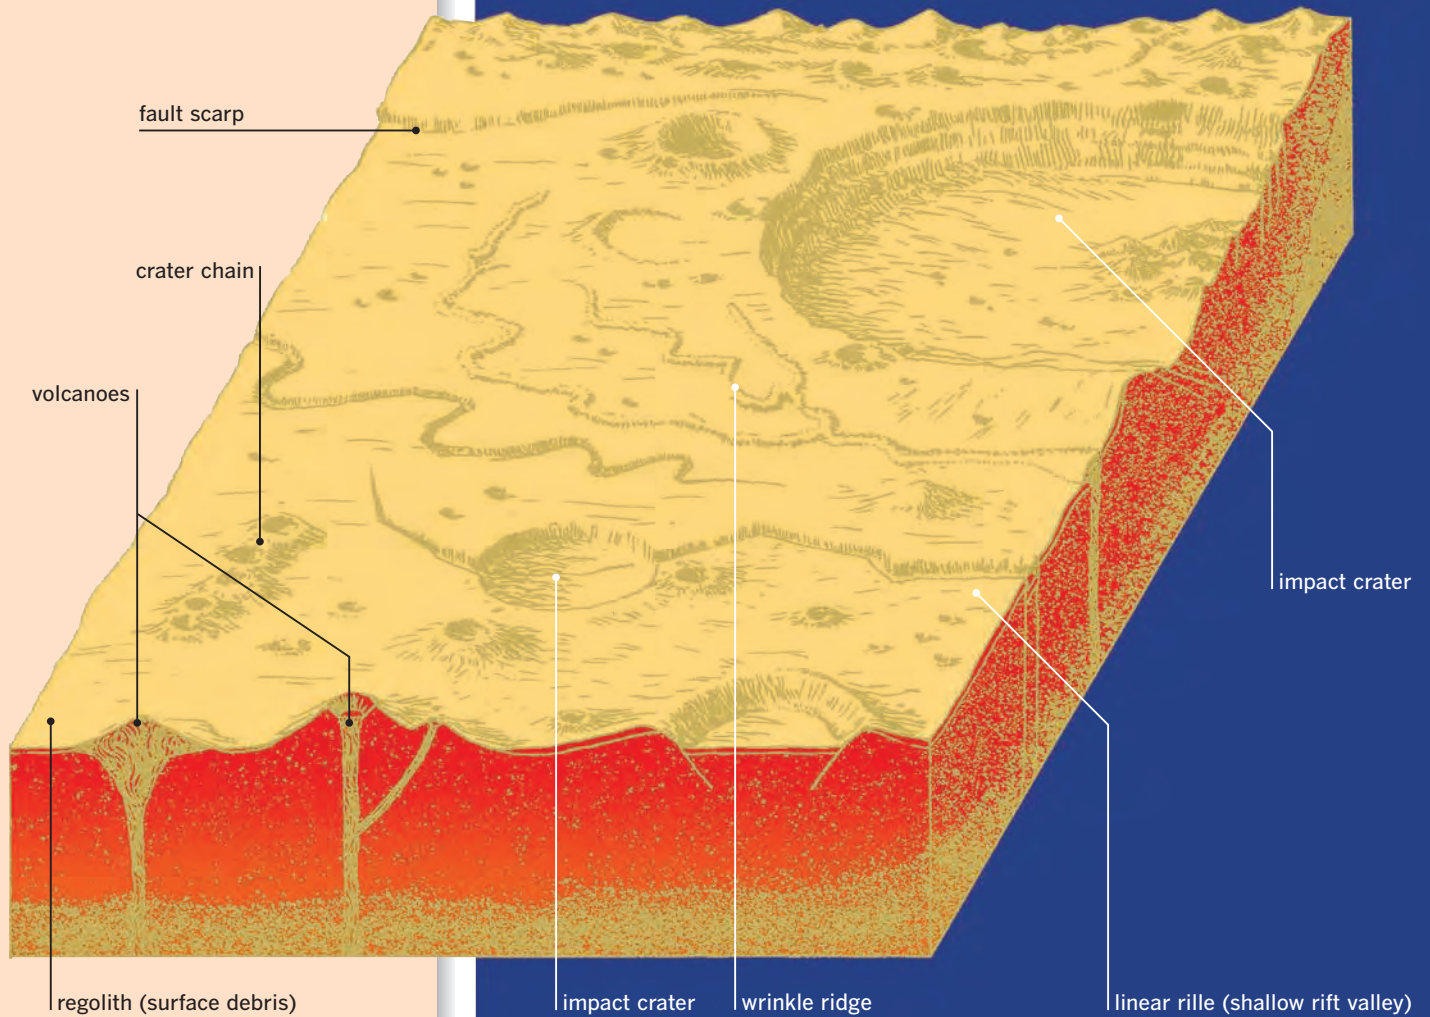 fault scarp
crater chain
volcanoes
impact crater
regolith (surface debris)
impact crater
wrinkle ridge
linear rille (shallow rift valley)